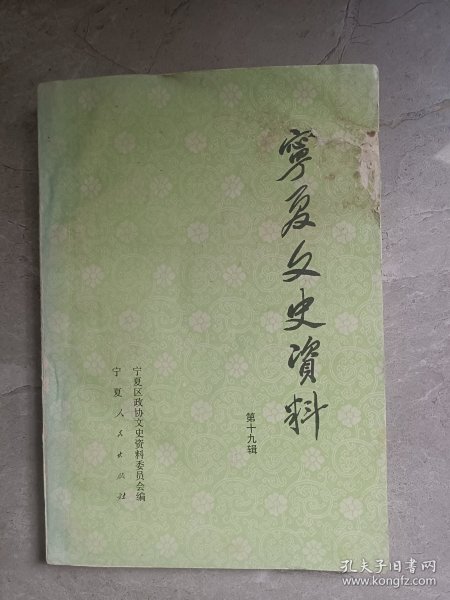 寧夏文史資料
第十九辑
宁夏区政协文史资料委员会编
宁夏人民出版社
孔夫子旧书网
www.kongfz.com